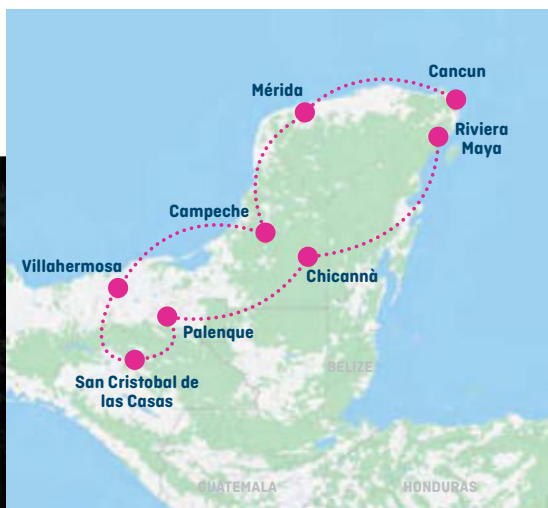 Cancun
Mérida
Riviera
Maya
Campeche
Villahermosa
Chicannà
Palenque
San Cristobal de
las Casas
BELIZE
GUATEMALA
HONDURAS